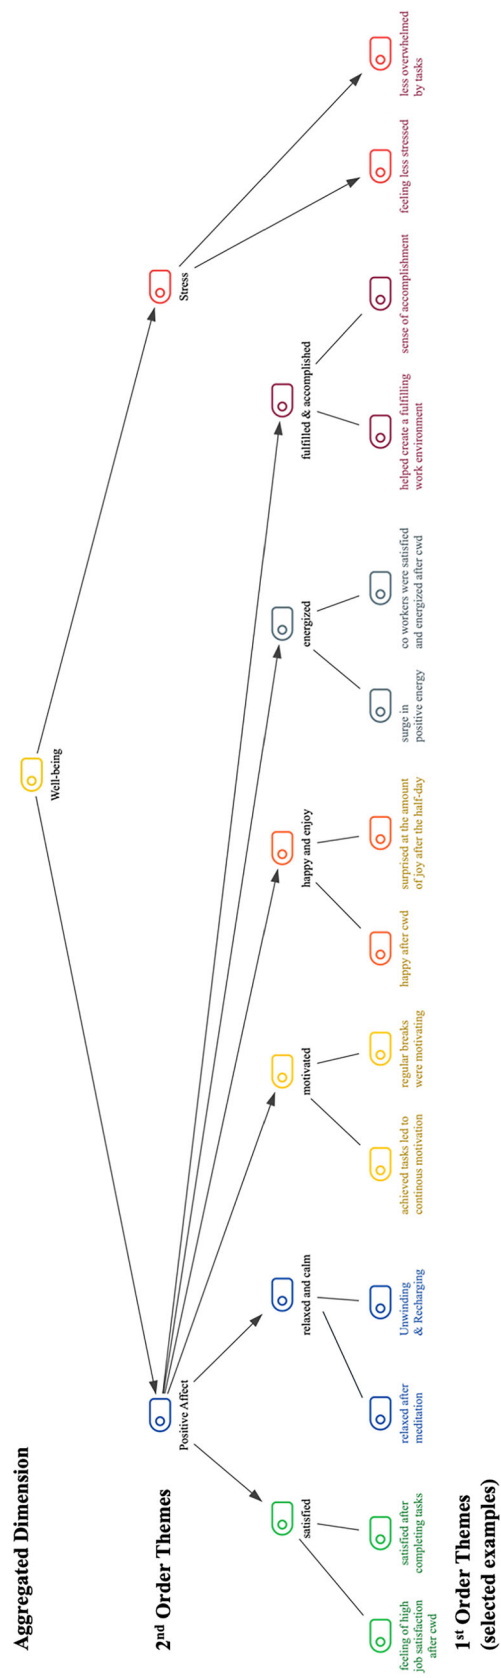 Aggregated Dimension
Well-being
2nd Order Themes
Positive Affect
Stress
satisfied
relaxed and calm
motivated
happy and enjoy
energized
fulfilled & accomplished
1st Order Themes
(selected examples)
feeling of high
job satisfaction
after cwd
satisfied after
completing tasks
relaxed after
meditation
Unwinding
& Recharging
achieved tasks led to
continous motivation
regular breaks
were motivating
happy after cwd
surprised at the amount
of joy after the half-day
surge in
positive energy
co workers were satisfied
and energized after cwd
helped create a fulfilling
work environment
sense of accomplishment
feeling less stressed
less overwhelmed
by tasks